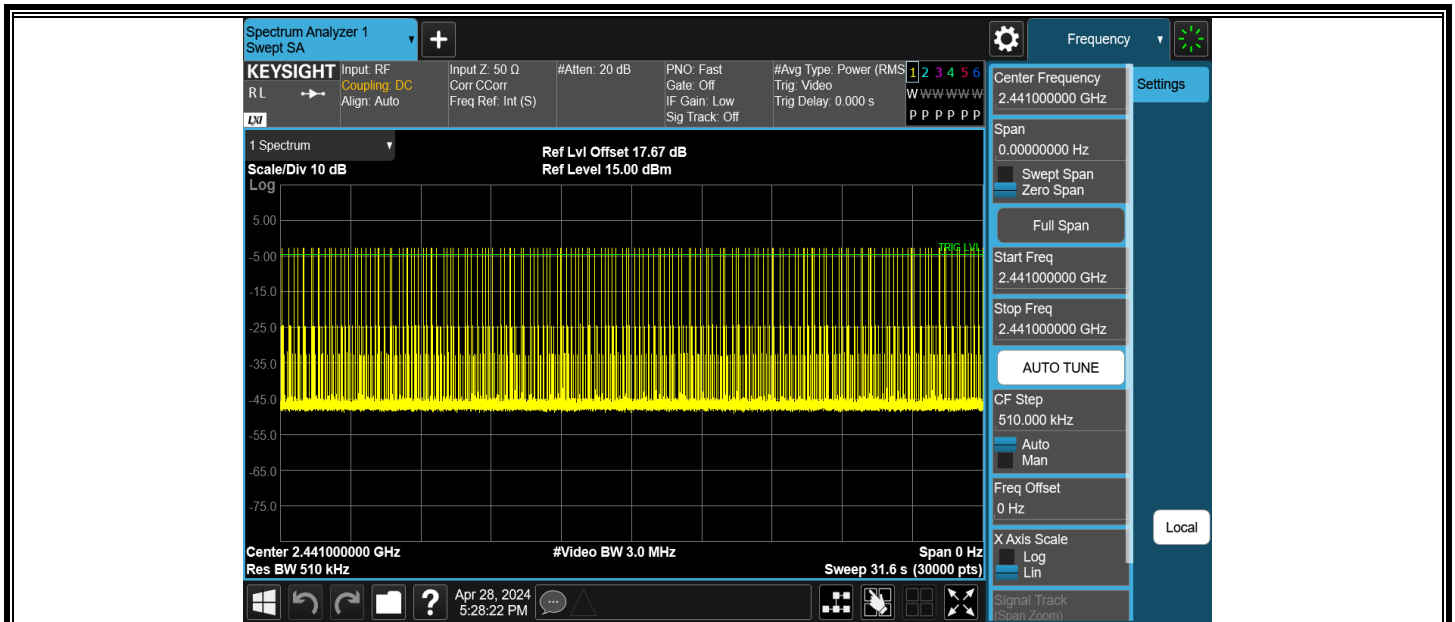 Spectrum Analyzer 1
Swept SA
+
Frequency
KEYSIGHT
R L
LXI
Input: RF
Coupling: DC
Align: Auto
Input Z: 50 Ω
Corr CCorr
Freq Ref: Int (S)
#Atten: 20 dB
PNO: Fast
Gate: Off
IF Gain: Low
Sig Track: Off
#Avg Type: Power (RMS
Trig: Video
Trig Delay: 0.000 s
1 2 3 4 5 6
W W W W W W
P P P P P P
1 Spectrum
Scale/Div 10 dB
Log
Ref Lvl Offset 17.67 dB
Ref Level 15.00 dBm
TRIG LVL
5.00
-5.00
-15.0
-25.0
-35.0
-45.0
-55.0
-65.0
-75.0
Center 2.441000000 GHz
Res BW 510 kHz
#Video BW 3.0 MHz
Span 0 Hz
Sweep 31.6 s (30000 pts)
Center Frequency
2.441000000 GHz
Span
0.00000000 Hz
Swept Span
Zero Span
Full Span
Start Freq
2.441000000 GHz
Stop Freq
2.441000000 GHz
AUTO TUNE
CF Step
510.000 kHz
Auto
Man
Freq Offset
0 Hz
X Axis Scale
Log
Lin
Signal Track
(Span Zoom)
Settings
Local
?
Apr 28, 2024
5:28:22 PM